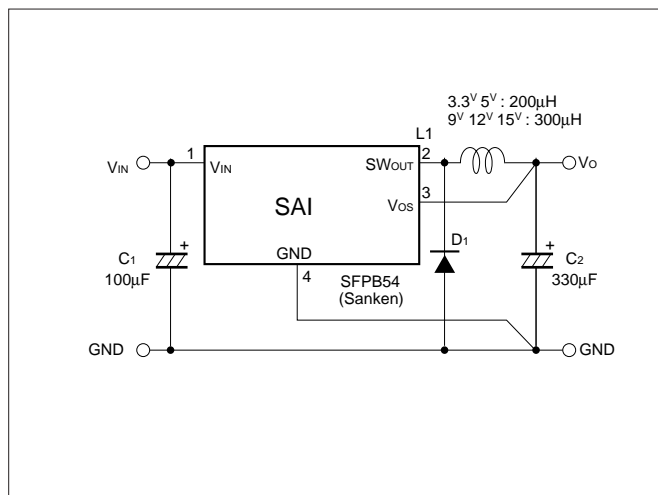 3.3V 5V : 200µH
9V 12V 15V : 300µH
L1
1
2
VIN
VIN
SWOUT
VO
3
VOS
SAI
D1
GND
C1
100µF
+
4
SFPB54
(Sanken)
C2
330µF
+
GND
GND